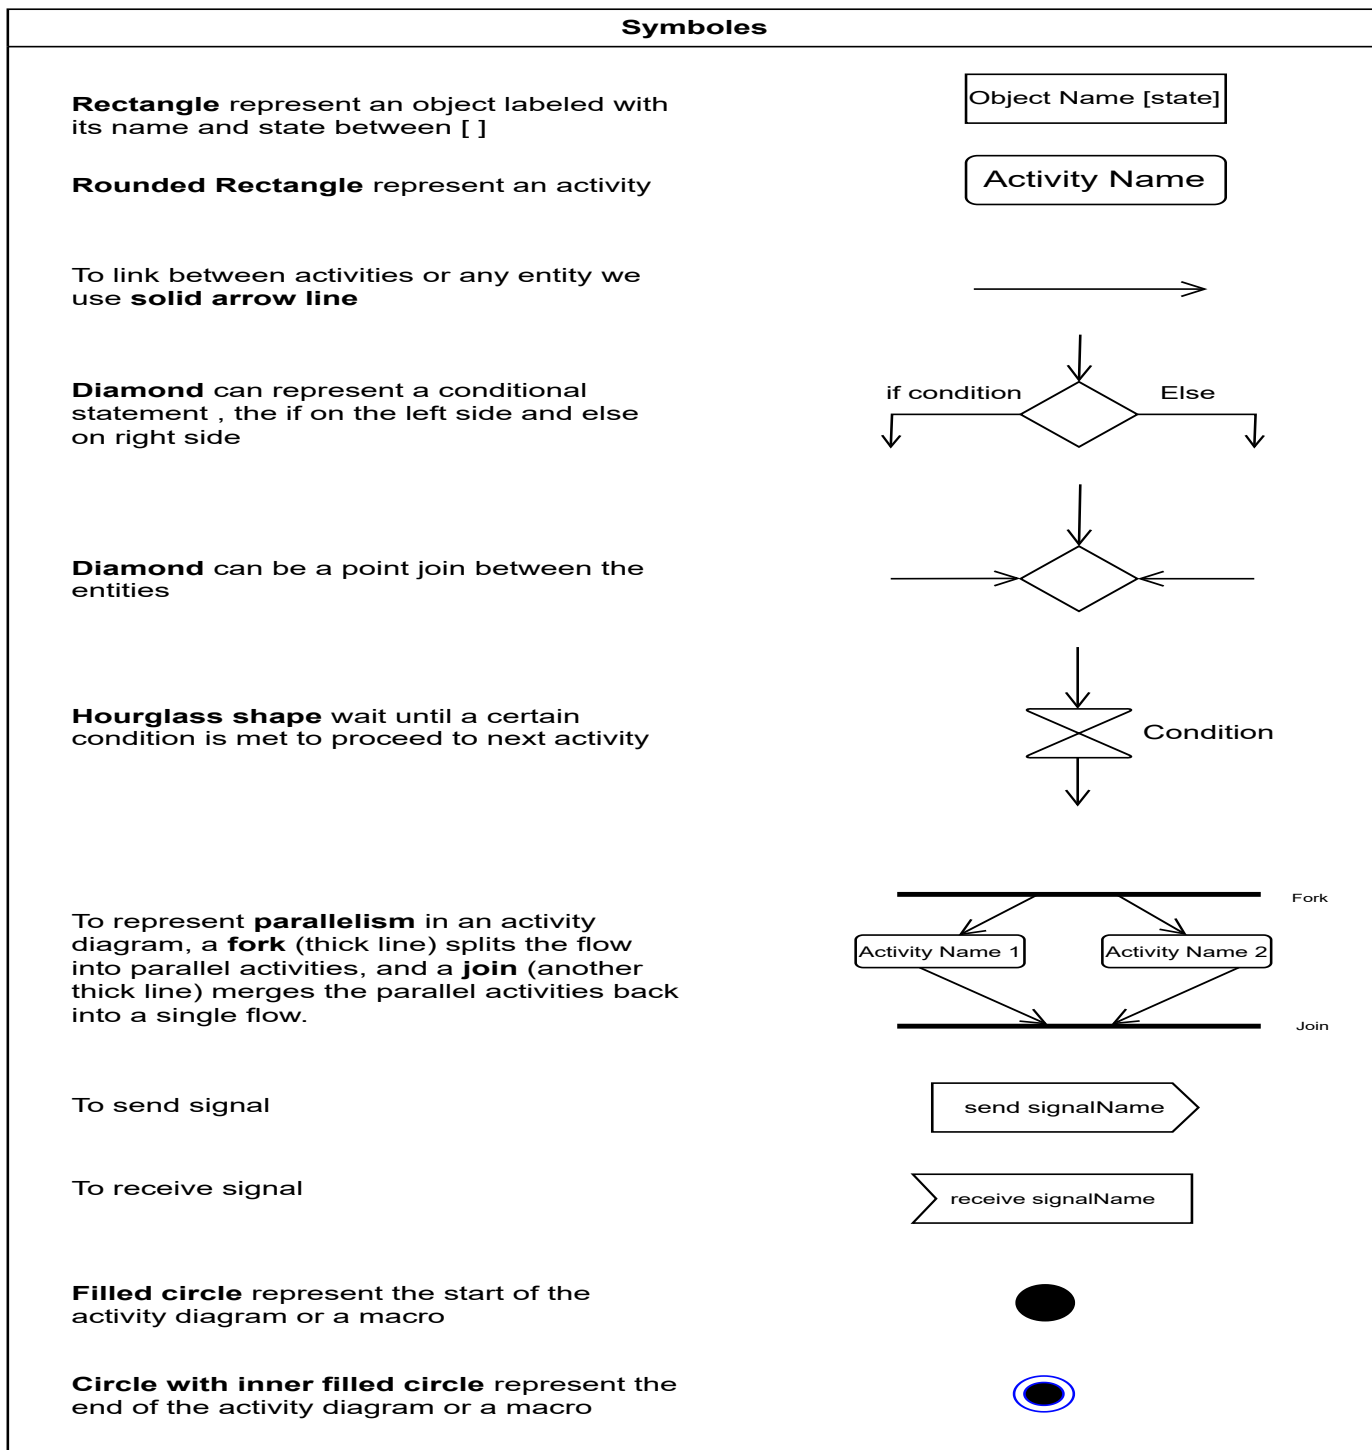 Symboles
Rectangle represent an object labeled with
its name and state between [ ]
Object Name [state]
Rounded Rectangle represent an activity
Activity Name
To link between activities or any entity we
use solid arrow line
Diamond can represent a conditional
statement , the if on the left side and else
on right side
if condition
Else
Diamond can be a point join between the
entities
Hourglass shape wait until a certain
condition is met to proceed to next activity
Condition
To represent parallelism in an activity
diagram, a fork (thick line) splits the flow
into parallel activities, and a join (another
thick line) merges the parallel activities back
into a single flow.
Fork
Activity Name 1
Activity Name 2
Join
To send signal
send signalName
To receive signal
receive signalName
Filled circle represent the start of the
activity diagram or a macro
Circle with inner filled circle represent the
end of the activity diagram or a macro